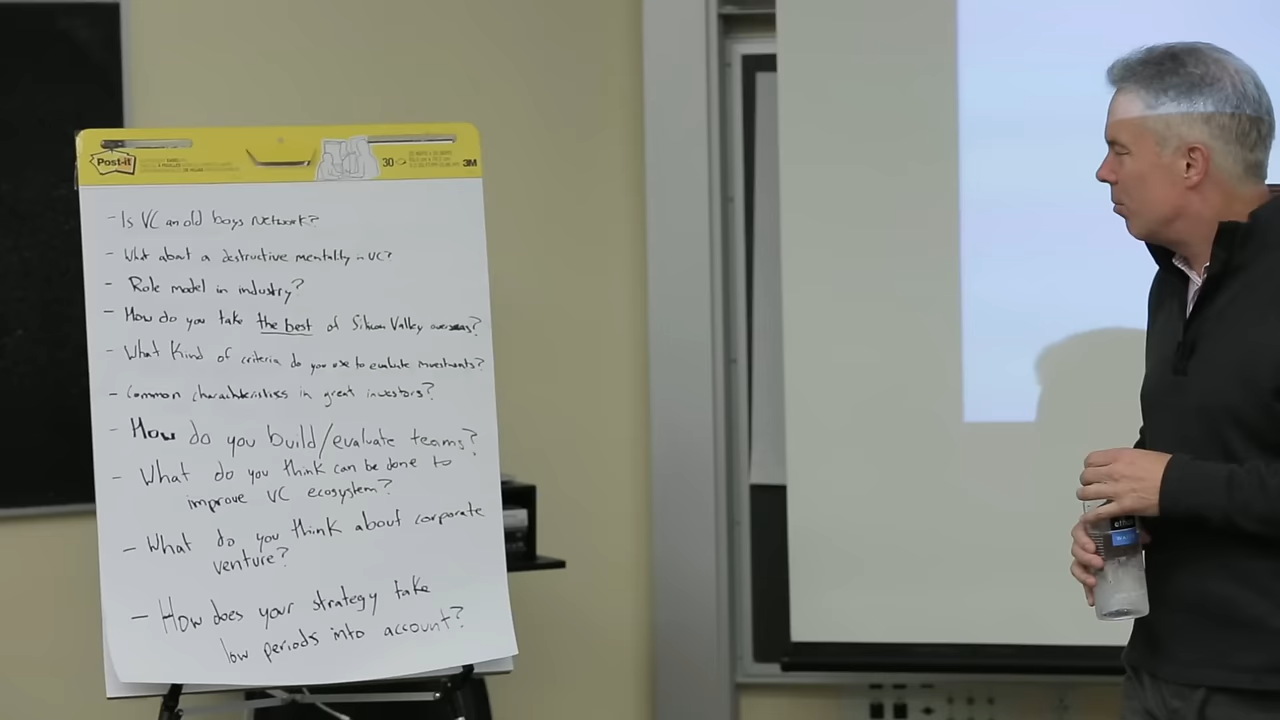 Post-it
30
3M
- Is VC an old boys network?
- What about a destructive mentality in VC?
- Role model in industry?
- How do you take the best of Silicon Valley overseas?
- What kind of criteria do you use to evaluate investments?
- Common charachteristics in great investors?
- How do you build/evaluate teams?
- What do you think can be done to
improve VC ecosystem?
- What do you think about corporate
venture?
- How does your strategy take
low periods into account?